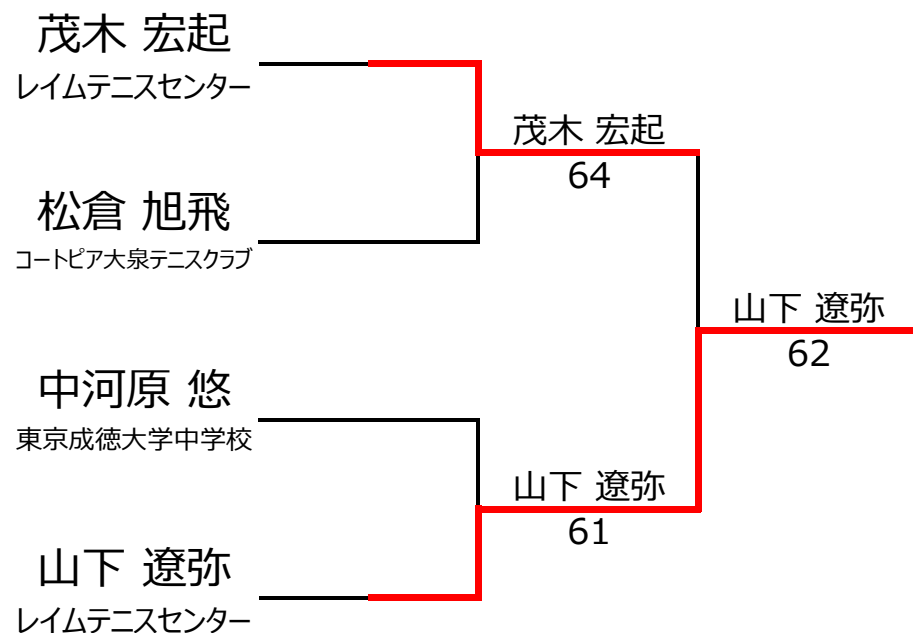 茂木 宏起
レイムテニスセンター
茂木 宏起
64
松倉 旭飛
コートピア大泉テニスクラブ
山下 遼弥
62
中河原 悠
東京成徳大学中学校
山下 遼弥
61
山下 遼弥
レイムテニスセンター